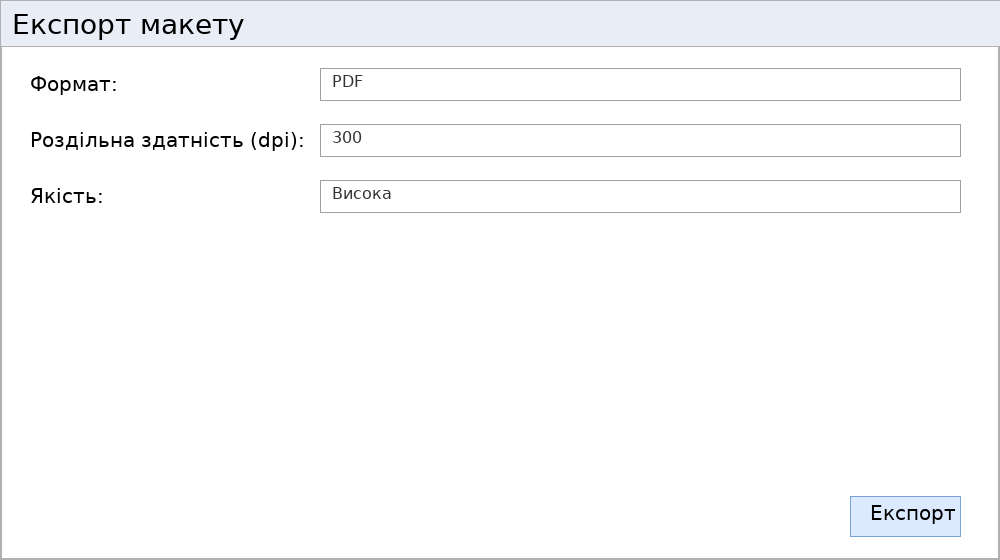 Експорт макету
Формат: PDF
Роздільна здатність (dpi): 300
Якість: Висока
Експорт